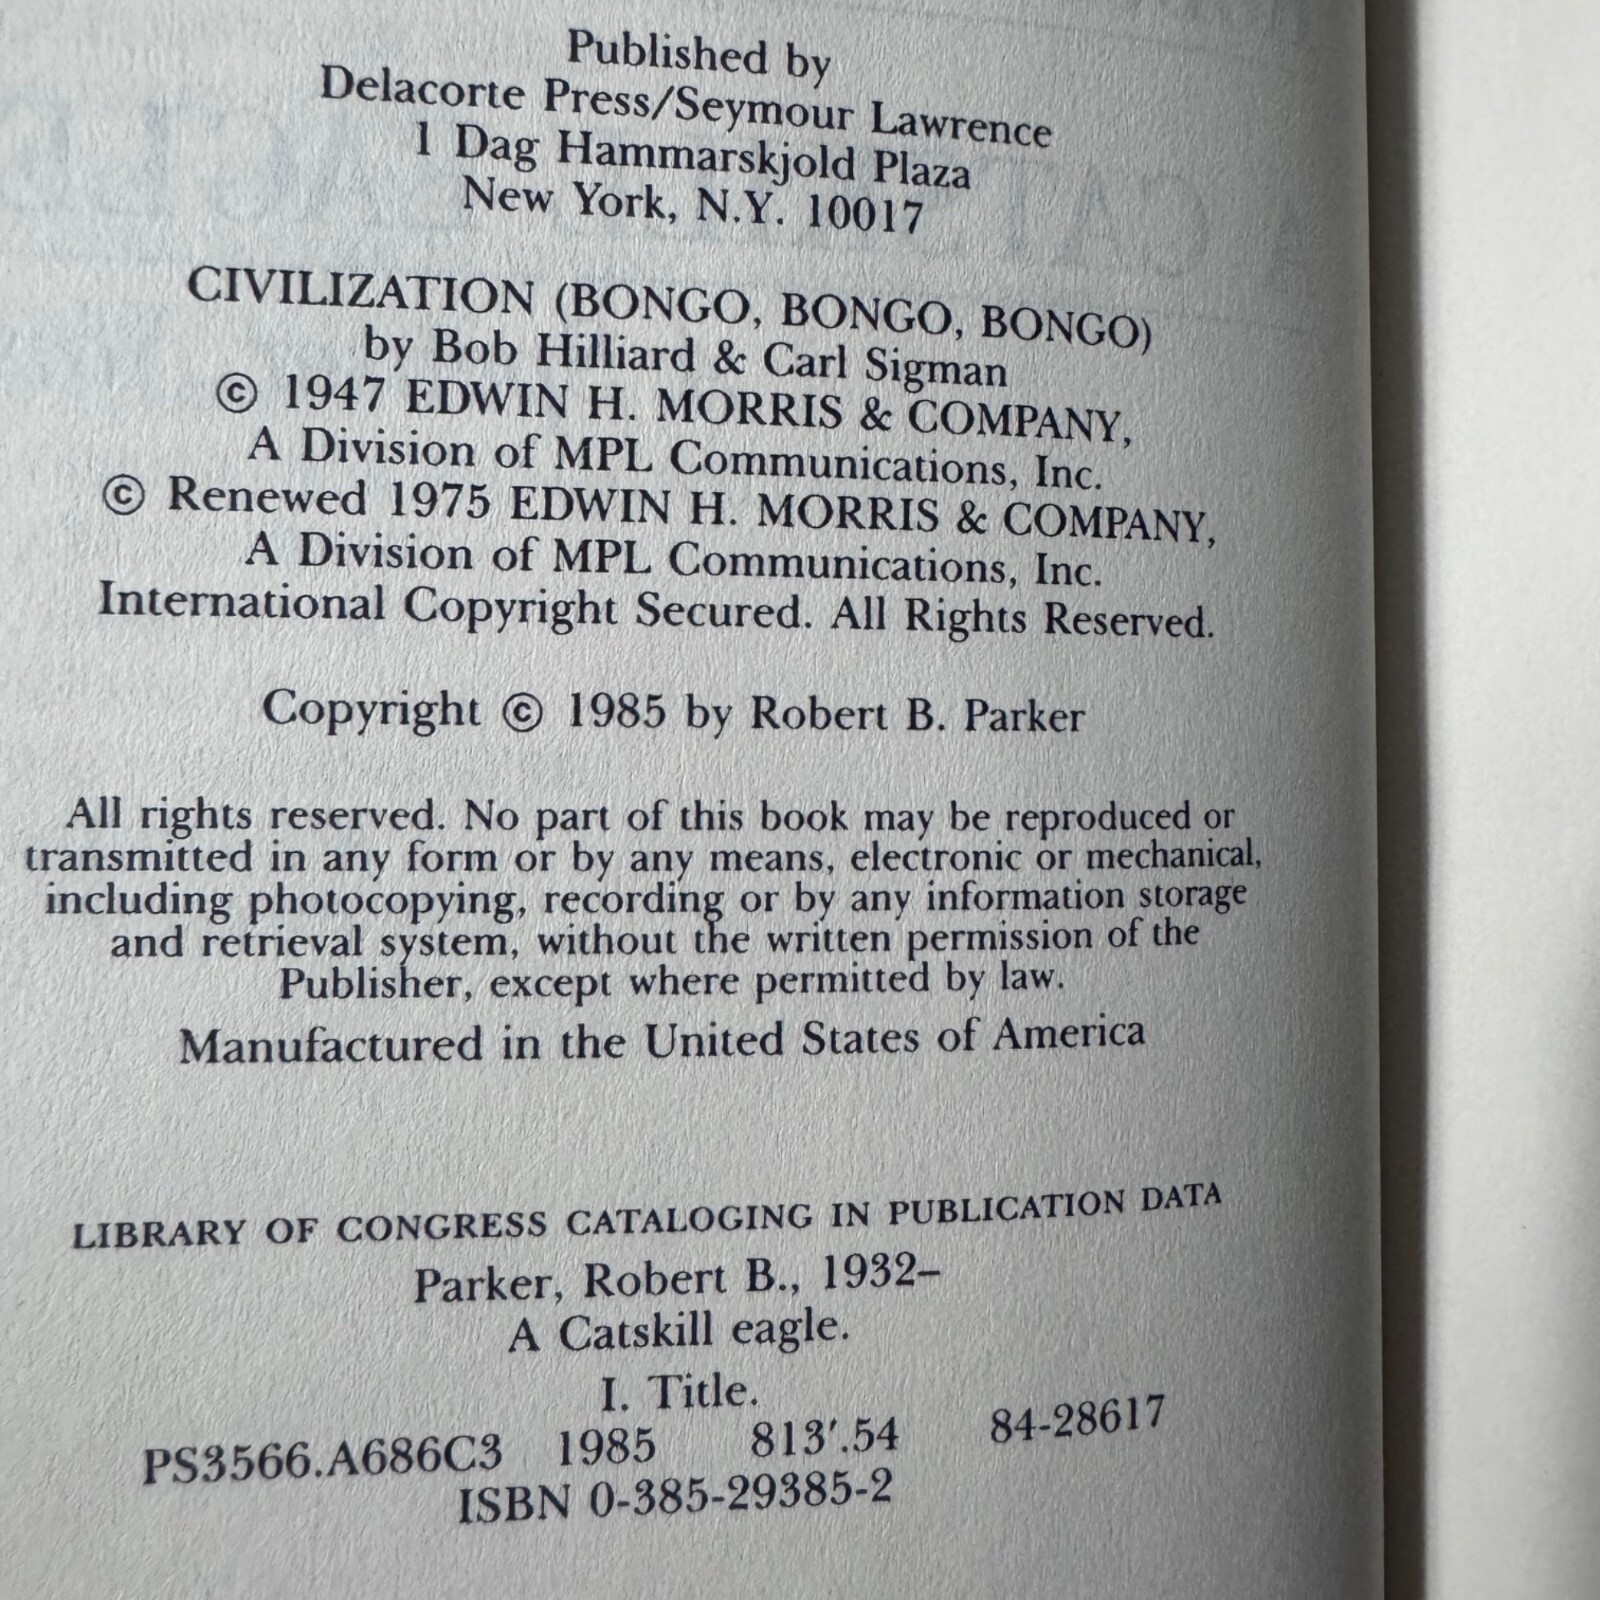 Published by
Delacorte Press/Seymour Lawrence
1 Dag Hammarskjold Plaza
New York, N.Y. 10017
CIVILIZATION (BONGO, BONGO, BONGO)
by Bob Hilliard & Carl Sigman
© 1947 EDWIN H. MORRIS & COMPANY,
A Division of MPL Communications, Inc.
© Renewed 1975 EDWIN H. MORRIS & COMPANY,
A Division of MPL Communications, Inc.
International Copyright Secured. All Rights Reserved.
Copyright © 1985 by Robert B. Parker
All rights reserved. No part of this book may be reproduced or
transmitted in any form or by any means, electronic or mechanical,
including photocopying, recording or by any information storage
and retrieval system, without the written permission of the
Publisher, except where permitted by law.
Manufactured in the United States of America
LIBRARY OF CONGRESS CATALOGING IN PUBLICATION DATA
Parker, Robert B., 1932–
A Catskill eagle.
I. Title.
PS3566.A686C3 1985 813′.54 84-28617
ISBN 0-385-29385-2